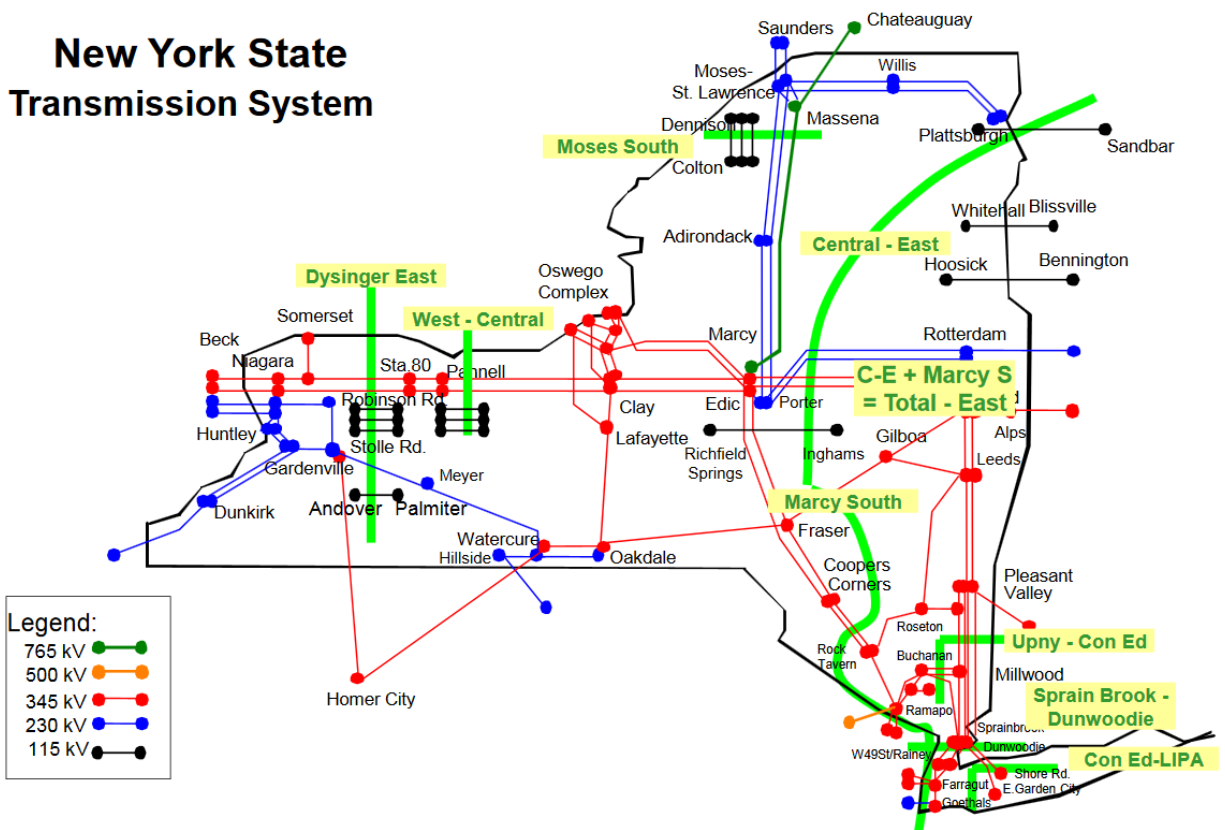 New York State
Transmission System
Chateauguay
Saunders
Moses-
St. Lawrence
Willis
Massena
Dennison
Plattsburgh
Sandbar
Moses South
Colton
Whitehall
Blissville
Adirondack
Central - East
Hoosick
Bennington
Oswego
Complex
Dysinger East
Somerset
West - Central
Beck
Niagara
Marcy
Rotterdam
Sta.80
Pannell
C-E + Marcy S
= Total - East
Robinson Rd.
Clay
Edic
Porter
Alps
Huntley
Stolle Rd.
Lafayette
Gilboa
Gardenville
Richfield
Springs
Inghams
Leeds
Meyer
Marcy South
Dunkirk
Andover
Palmiter
Fraser
Watercure
Hillside
Oakdale
Coopers
Corners
Pleasant
Valley
Legend:
765 kV
500 kV
345 kV
230 kV
115 kV
Roseton
Upny - Con Ed
Rock
Tavern
Buchanan
Millwood
Homer City
Ramapo
Sprain Brook -
Dunwoodie
Sprainbrook
Dunwoodie
W49St/Rainey
Con Ed-LIPA
Shore Rd.
Farragut
E.Garden City
Goethals